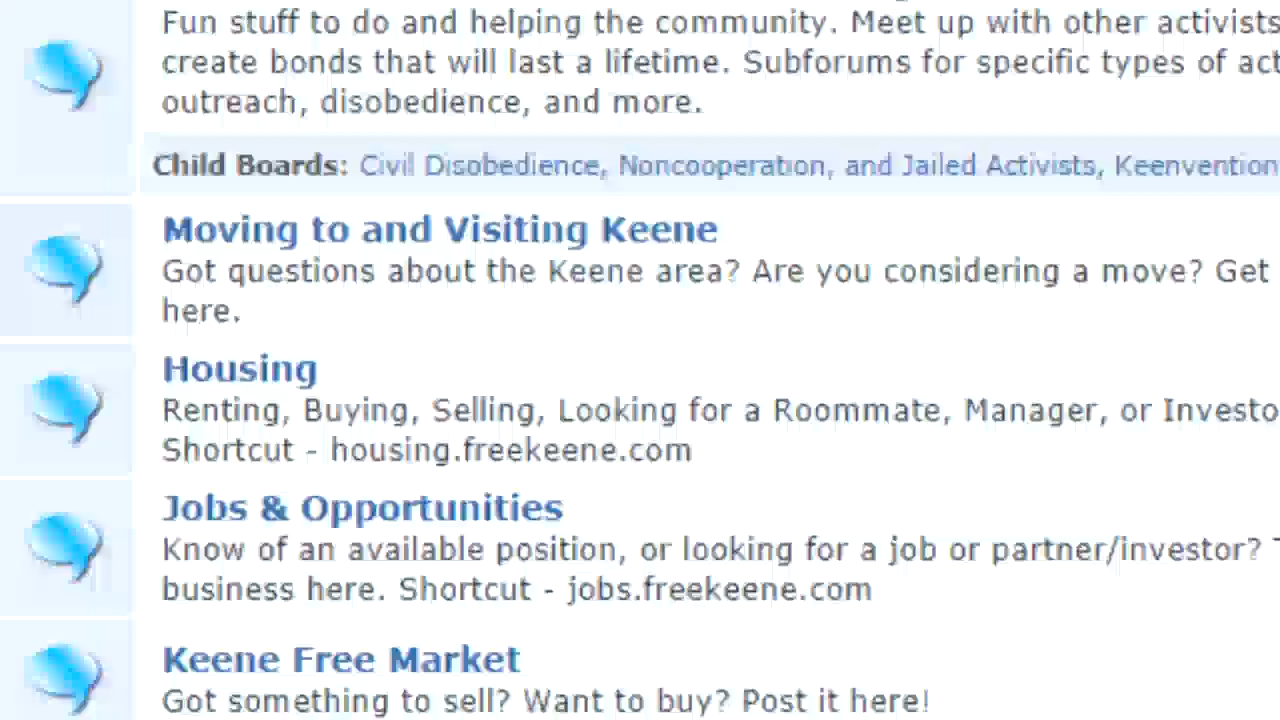 Fun stuff to do and helping the community. Meet up with other activists
create bonds that will last a lifetime. Subforums for specific types of
outreach, disobedience, and more.
Child Boards: Civil Disobedience, Noncooperation, and Jailed Activists, Keenvention
Moving to and Visiting Keene
Got questions about the Keene area? Are you considering a move? Get
here.
Housing
Renting, Buying, Selling, Looking for a Roommate, Manager, or
Shortcut - housing.freekeene.com
Jobs & Opportunities
Know of an available position, or looking for a job or partner/investor?
business here. Shortcut - jobs.freekeene.com
Keene Free Market
Got something to sell? Want to buy? Post it here!